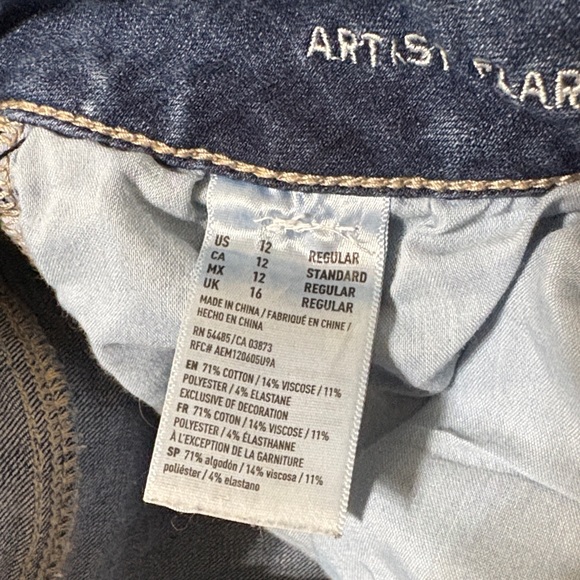 ARTIST FLAR
US 12 REGULAR
CA 12 STANDARD
MX 12 REGULAR
UK 16 REGULAR
MADE IN CHINA / FABRIQUÉ EN CHINE /
HECHO EN CHINA
RN 54485/CA 03873
RFC# AEM120605U9A
EN 71% COTTON / 14% VISCOSE / 11%
POLYESTER / 4% ELASTANE
EXCLUSIVE OF DECORATION
FR 71% COTON / 14% VISCOSE / 11%
POLYESTER / 4% ÉLASTHANNE
À L'EXCEPTION DE LA GARNITURE
SP 71% algodón / 14% viscosa / 11%
poliéster / 4% elastano